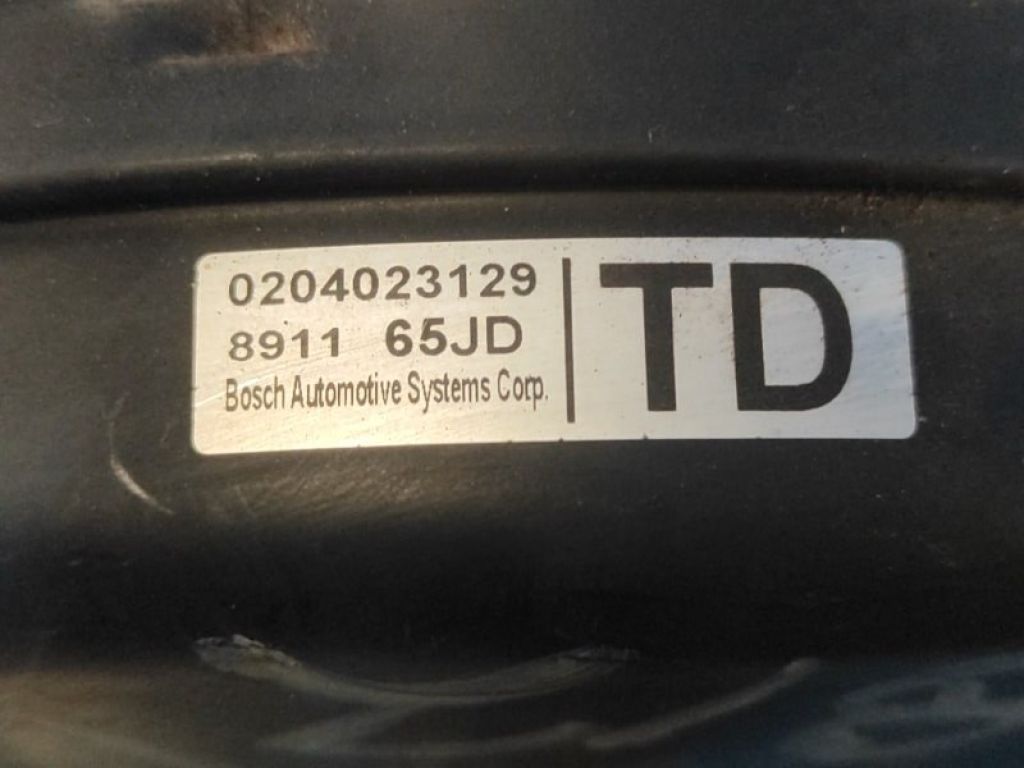 0204023129
8911 65JD
Bosch Automotive Systems Corp.
TD